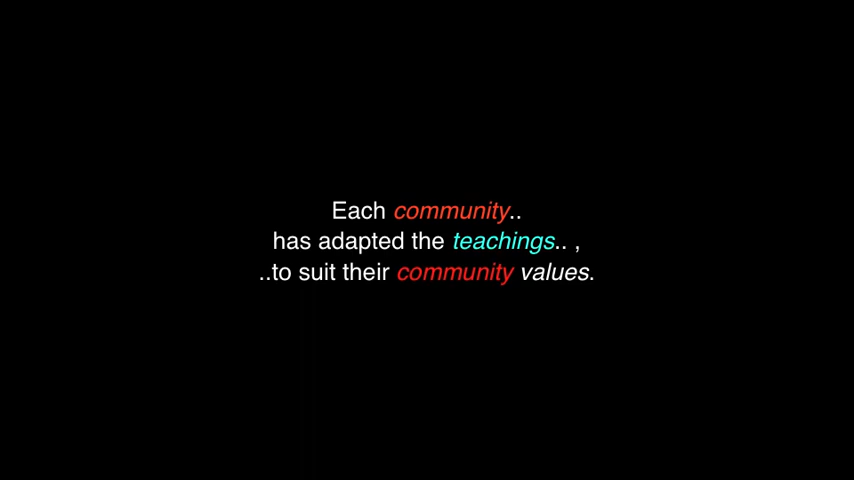 Each community..
has adapted the teachings.. ,
..to suit their community values.